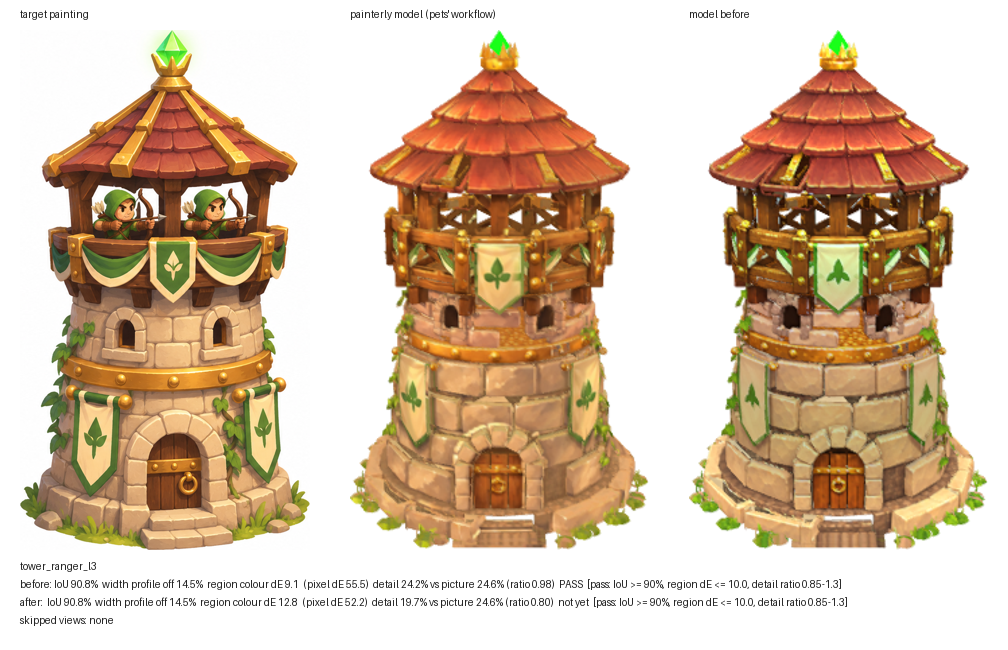 target painting
painterly model (pets' workflow)
model before
tower_ranger_l3
before: IoU 90.8% width profile off 14.5% region colour dE 9.1 (pixel dE 55.5) detail 24.2% vs picture 24.6% (ratio 0.98) PASS [pass: IoU >= 90%, region dE <= 10.0, detail ratio 0.85-1.3]
after: IoU 90.8% width profile off 14.5% region colour dE 12.8 (pixel dE 52.2) detail 19.7% vs picture 24.6% (ratio 0.80) not yet [pass: IoU >= 90%, region dE <= 10.0, detail ratio 0.85-1.3]
skipped views: none